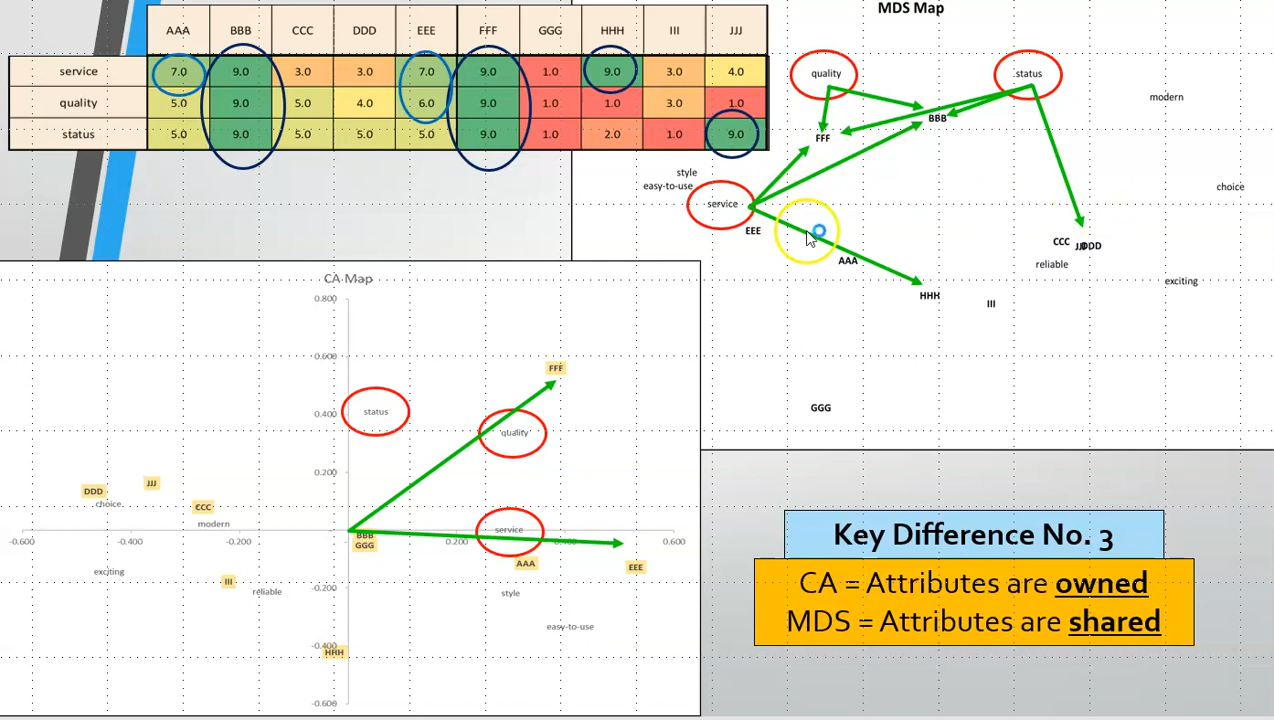 AAA BBB CCC DDD EEE FFF GGG HHH III JJJ
service 7.0 9.0 3.0 3.0 7.0 9.0 1.0 9.0 3.0 4.0
quality 5.0 9.0 5.0 4.0 6.0 9.0 1.0 1.0 3.0 1.0
status 5.0 9.0 5.0 5.0 5.0 9.0 1.0 2.0 1.0 9.0
MDS Map
quality status
modern
BBB
FFF
style
easy-to-use choice
service
EEE
CCC JJJ DDD
AAA reliable
exciting
HHH
III
GGG
CA Map
0.800
0.600
FFF
0.400 status
quality
0.200
DDD JJJ
choice CCC
modern service
-0.600 -0.400 -0.200 0.200 0.400 0.600
BBB
GGG
AAA EEE
exciting
III -0.200
reliable style
easy-to-use
-0.400
HHH
-0.600
Key Difference No. 3
CA = Attributes are owned
MDS = Attributes are shared